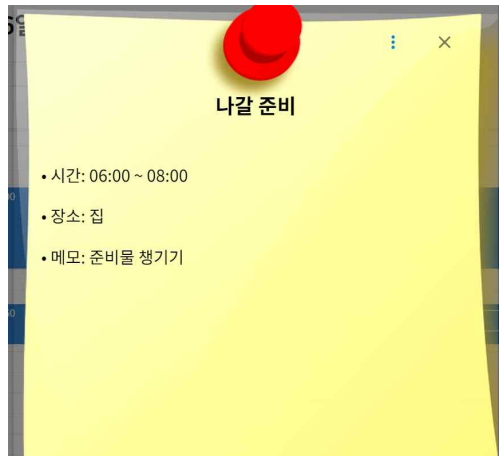 나갈 준비
• 시간: 06:00 ~ 08:00
• 장소: 집
• 메모: 준비물 챙기기